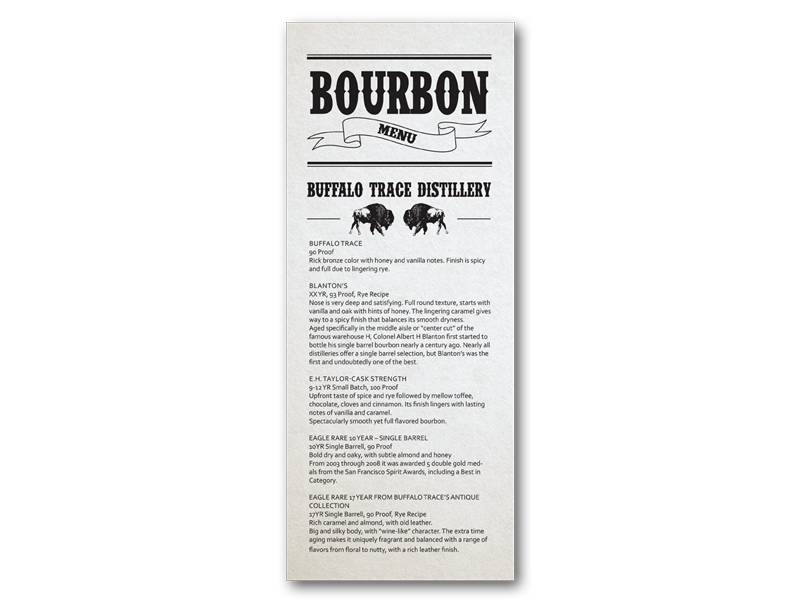 BOURBON
MENU
BUFFALO TRACE DISTILLERY
BUFFALO TRACE
90 Proof
Rick bronze color with honey and vanilla notes. Finish is spicy
and full due to lingering rye.
BLANTON'S
XX YR, 93 Proof, Rye Recipe
Nose is very deep and satisfying. Full round texture, starts with
vanilla and oak with hints of honey. The lingering caramel gives
way to a spicy finish that balances its smooth dryness.
Aged specifically in the middle aisle or "center cut" of the
famous warehouse H, Colonel Albert H Blanton first started to
bottle his single barrel bourbon nearly a century ago. Nearly all
distilleries offer a single barrel selection, but Blanton's was the
first and undoubtedly one of the best.
E.H. TAYLOR-CASK STRENGTH
9-12 YR Small Batch, 100 Proof
Upfront taste of spice and rye followed by mellow toffee,
chocolate, cloves and cinnamon. Its finish lingers with lasting
notes of vanilla and caramel.
Spectacularly smooth yet full flavored bourbon.
EAGLE RARE 10 YEAR – SINGLE BARREL
10YR Single Barrell, 90 Proof
Bold dry and oaky, with subtle almond and honey
From 2003 through 2008 it was awarded 5 double gold med-
als from the San Francisco Spirit Awards, including a Best in
Category.
EAGLE RARE 17 YEAR FROM BUFFALO TRACE'S ANTIQUE
COLLECTION
17YR Single Barrell, 90 Proof, Rye Recipe
Rich caramel and almond, with old leather.
Big and silky body, with "wine-like" character. The extra time
aging makes it uniquely fragrant and balanced with a range of
flavors from floral to nutty, with a rich leather finish.